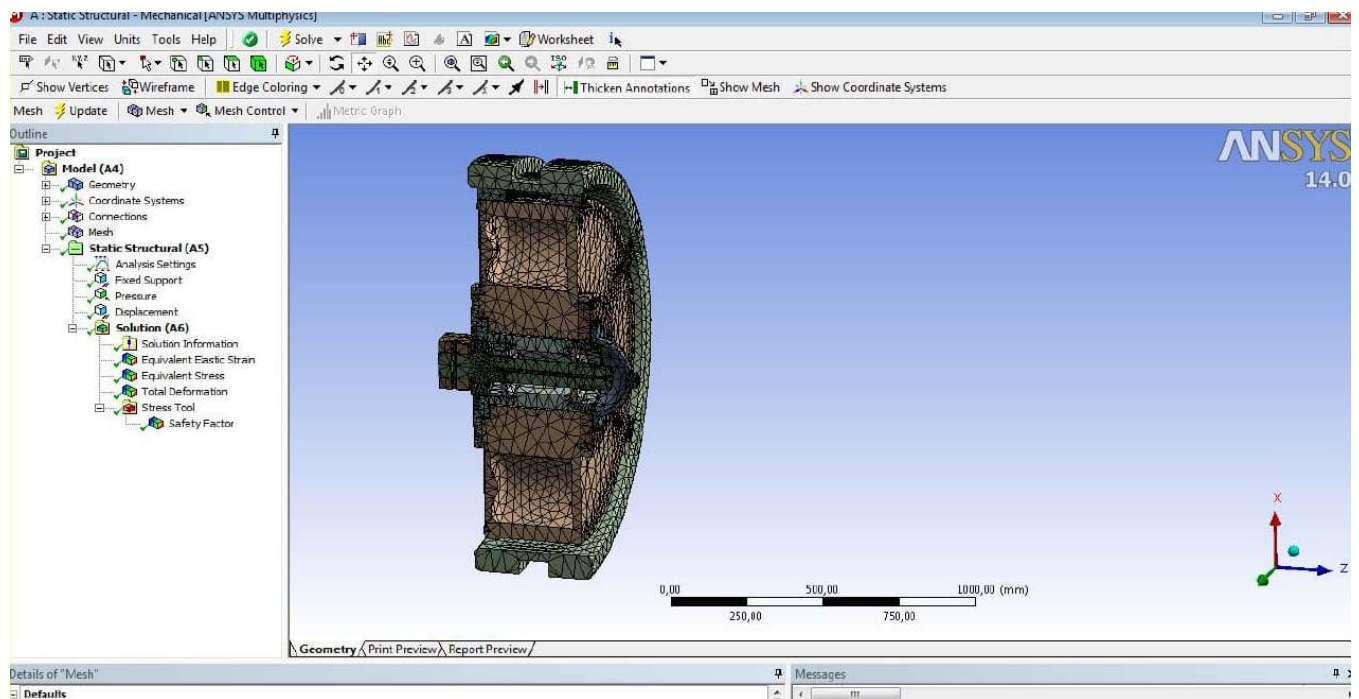 A : Static Structural - Mechanical [ANSYS Multiphysics]
File Edit View Units Tools Help Solve A Worksheet i
Show Vertices Wireframe Edge Coloring Thicken Annotations Show Mesh Show Coordinate Systems
Mesh Update Mesh Mesh Control Metric Graph
Outline
Project
Model (A4)
Geometry
Coordinate Systems
Connections
Mesh
Static Structural (A5)
Analysis Settings
Fixed Support
Pressure
Displacement
Solution (A6)
Solution Information
Equivalent Elastic Strain
Equivalent Stress
Total Deformation
Stress Tool
Safety Factor
ANSYS
14.0
X
Z
0,00 500,00 1000,00 (mm)
250,00 750,00
Geometry Print Preview Report Preview
Details of "Mesh" Messages
Defaults